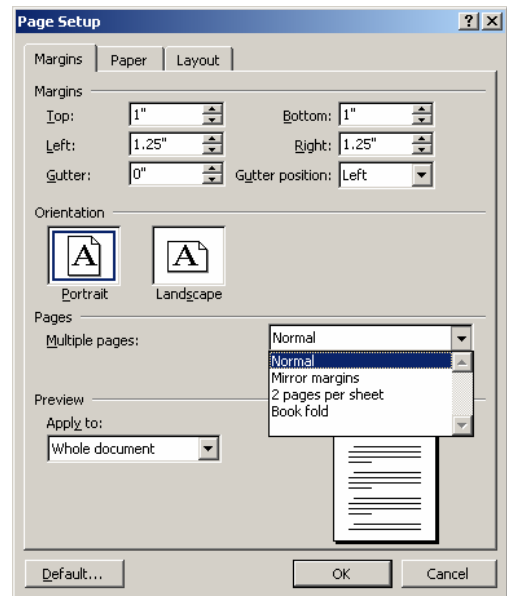 Page Setup
Margins Paper Layout
Margins
Top: 1" Bottom: 1"
Left: 1.25" Right: 1.25"
Gutter: 0" Gutter position: Left
Orientation
A A
Portrait Landscape
Pages
Multiple pages: Normal
Normal
Mirror margins
2 pages per sheet
Book fold
Preview
Apply to:
Whole document
Default... OK Cancel